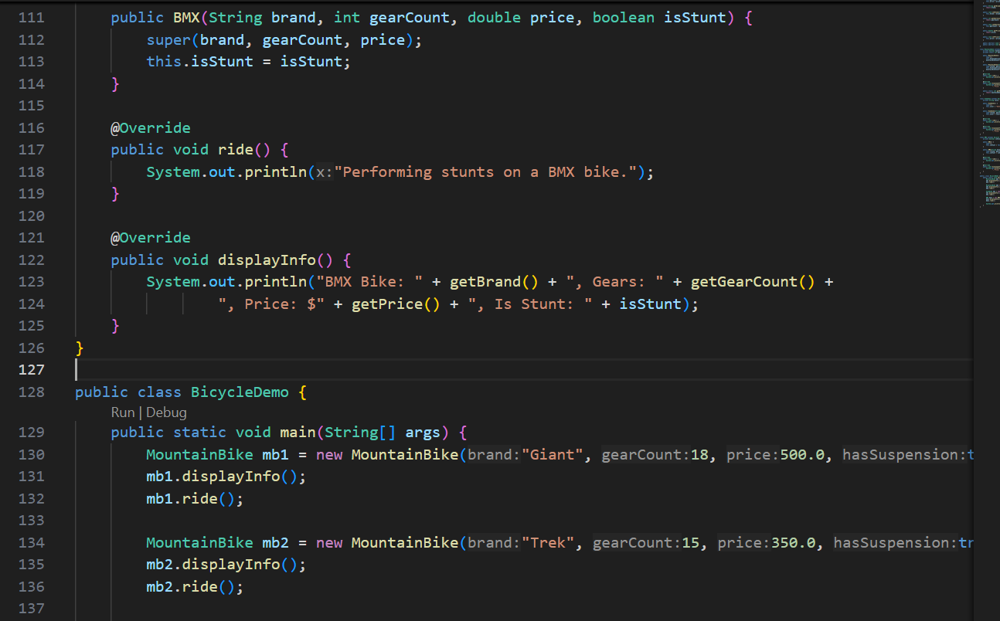 111 public BMX(String brand, int gearCount, double price, boolean isStunt) {
112 super(brand, gearCount, price);
113 this.isStunt = isStunt;
114 }
115
116 @Override
117 public void ride() {
118 System.out.println(x:"Performing stunts on a BMX bike.");
119 }
120
121 @Override
122 public void displayInfo() {
123 System.out.println("BMX Bike: " + getBrand() + ", Gears: " + getGearCount() +
124 ", Price: $" + getPrice() + ", Is Stunt: " + isStunt);
125 }
126 }
127
128 public class BicycleDemo {
Run | Debug
129 public static void main(String[] args) {
130 MountainBike mb1 = new MountainBike(brand:"Giant", gearCount:18, price:500.0, hasSuspension:t
131 mb1.displayInfo();
132 mb1.ride();
133
134 MountainBike mb2 = new MountainBike(brand:"Trek", gearCount:15, price:350.0, hasSuspension:tr
135 mb2.displayInfo();
136 mb2.ride();
137